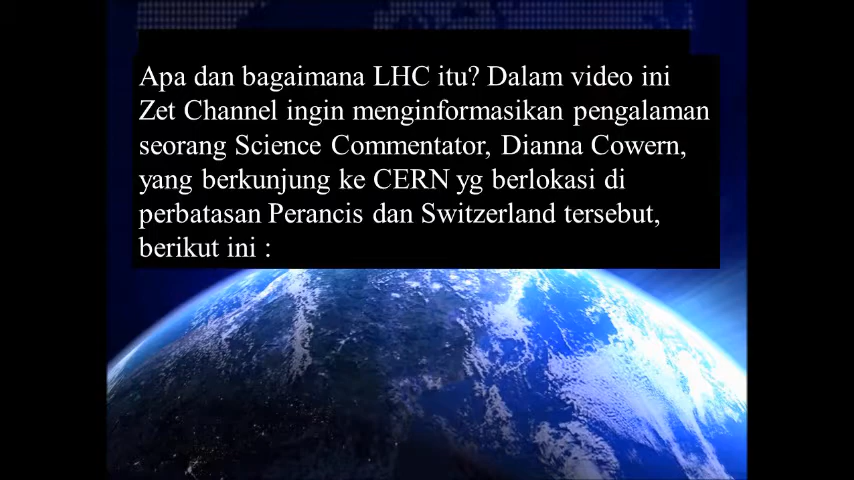 Apa dan bagaimana LHC itu? Dalam video ini
Zet Channel ingin menginformasikan pengalaman
seorang Science Commentator, Dianna Cowern,
yang berkunjung ke CERN yg berlokasi di
perbatasan Perancis dan Switzerland tersebut,
berikut ini :